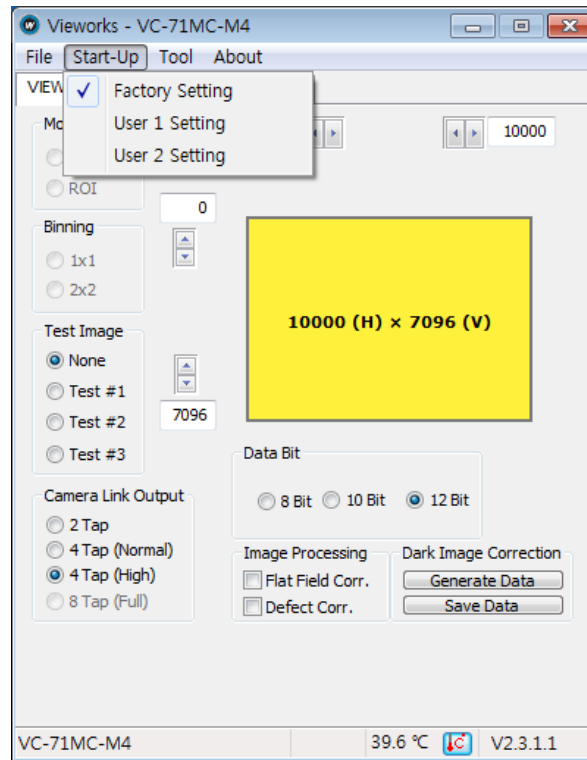 Vieworks - VC-71MC-M4
File Start-Up Tool About
Factory Setting
User 1 Setting
User 2 Setting
VIEW
10000
ROI
0
Binning
1x1
2x2
10000 (H) × 7096 (V)
Test Image
None
Test #1
Test #2
Test #3
7096
Data Bit
8 Bit 10 Bit 12 Bit
Camera Link Output
2 Tap
4 Tap (Normal)
4 Tap (High)
8 Tap (Full)
Image Processing
Flat Field Corr.
Defect Corr.
Dark Image Correction
Generate Data
Save Data
VC-71MC-M4 39.6 ℃ V2.3.1.1